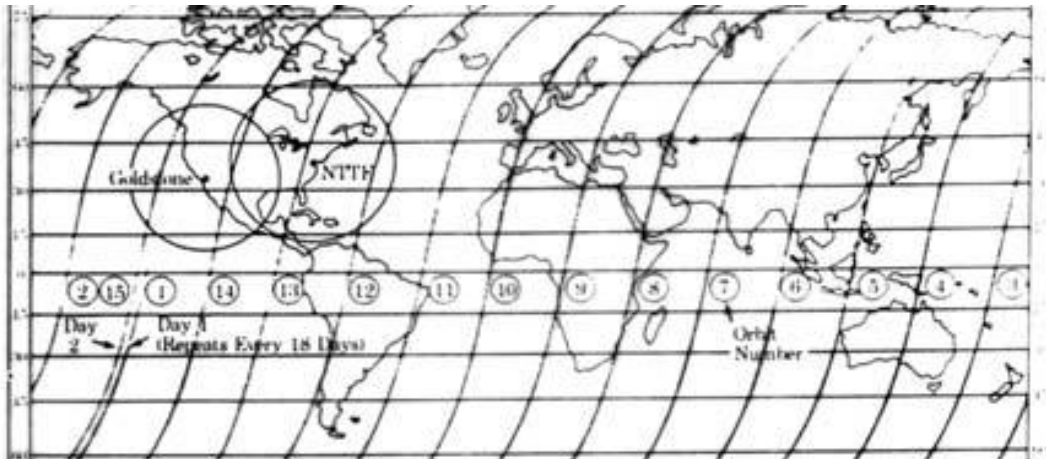 Goldstone
NTTF
2 15 1 14 13 12 11 10 9 8 7 6 5 4 3
Day
2
Day 1
(Repeats Every 18 Days)
Orbit
Number